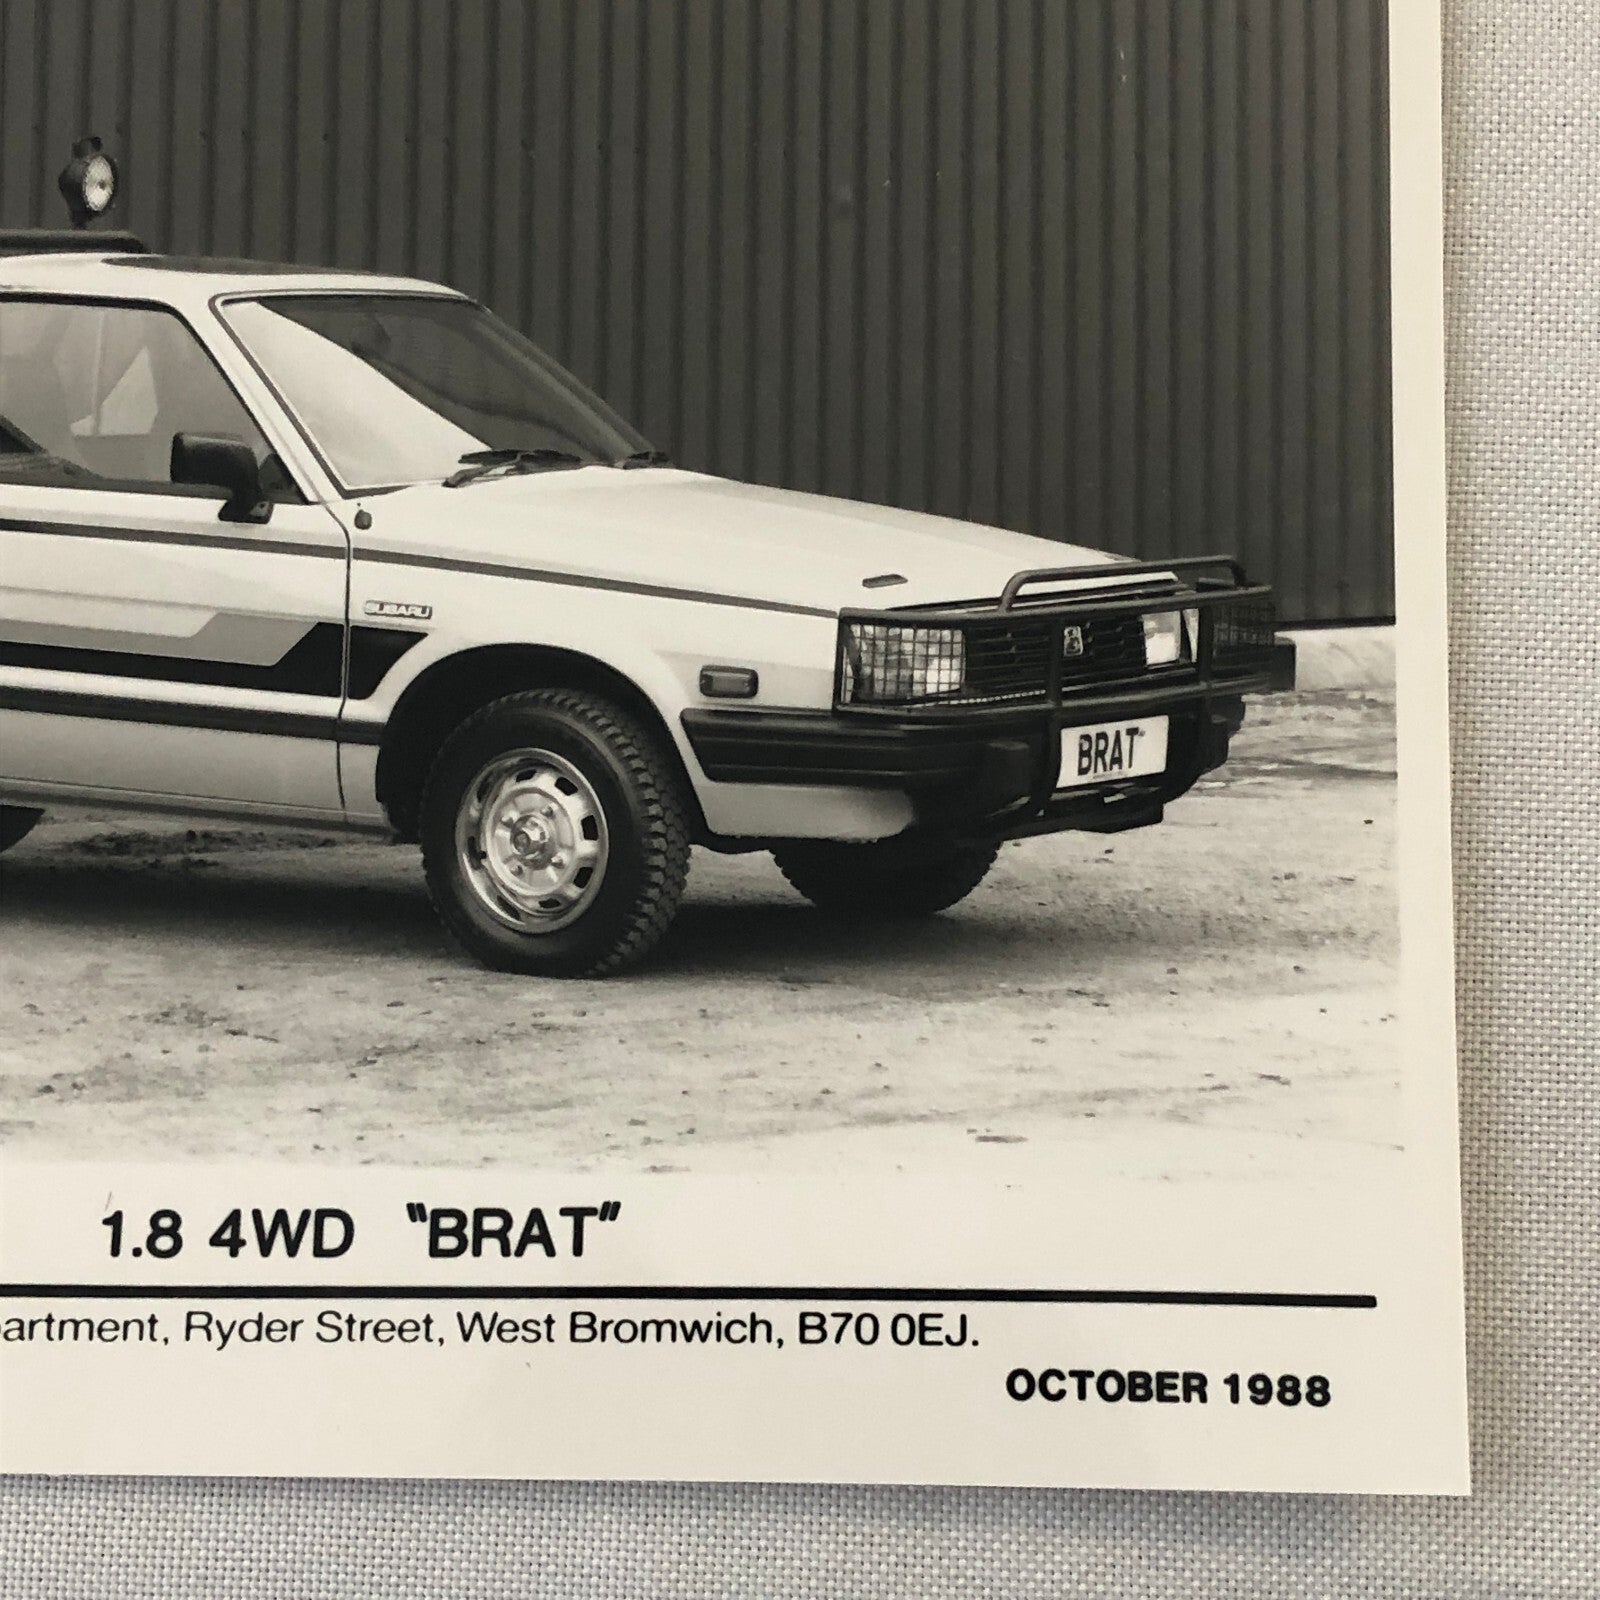 SUBARU
BRAT
1.8 4WD "BRAT"
artment, Ryder Street, West Bromwich, B70 0EJ.
OCTOBER 1988